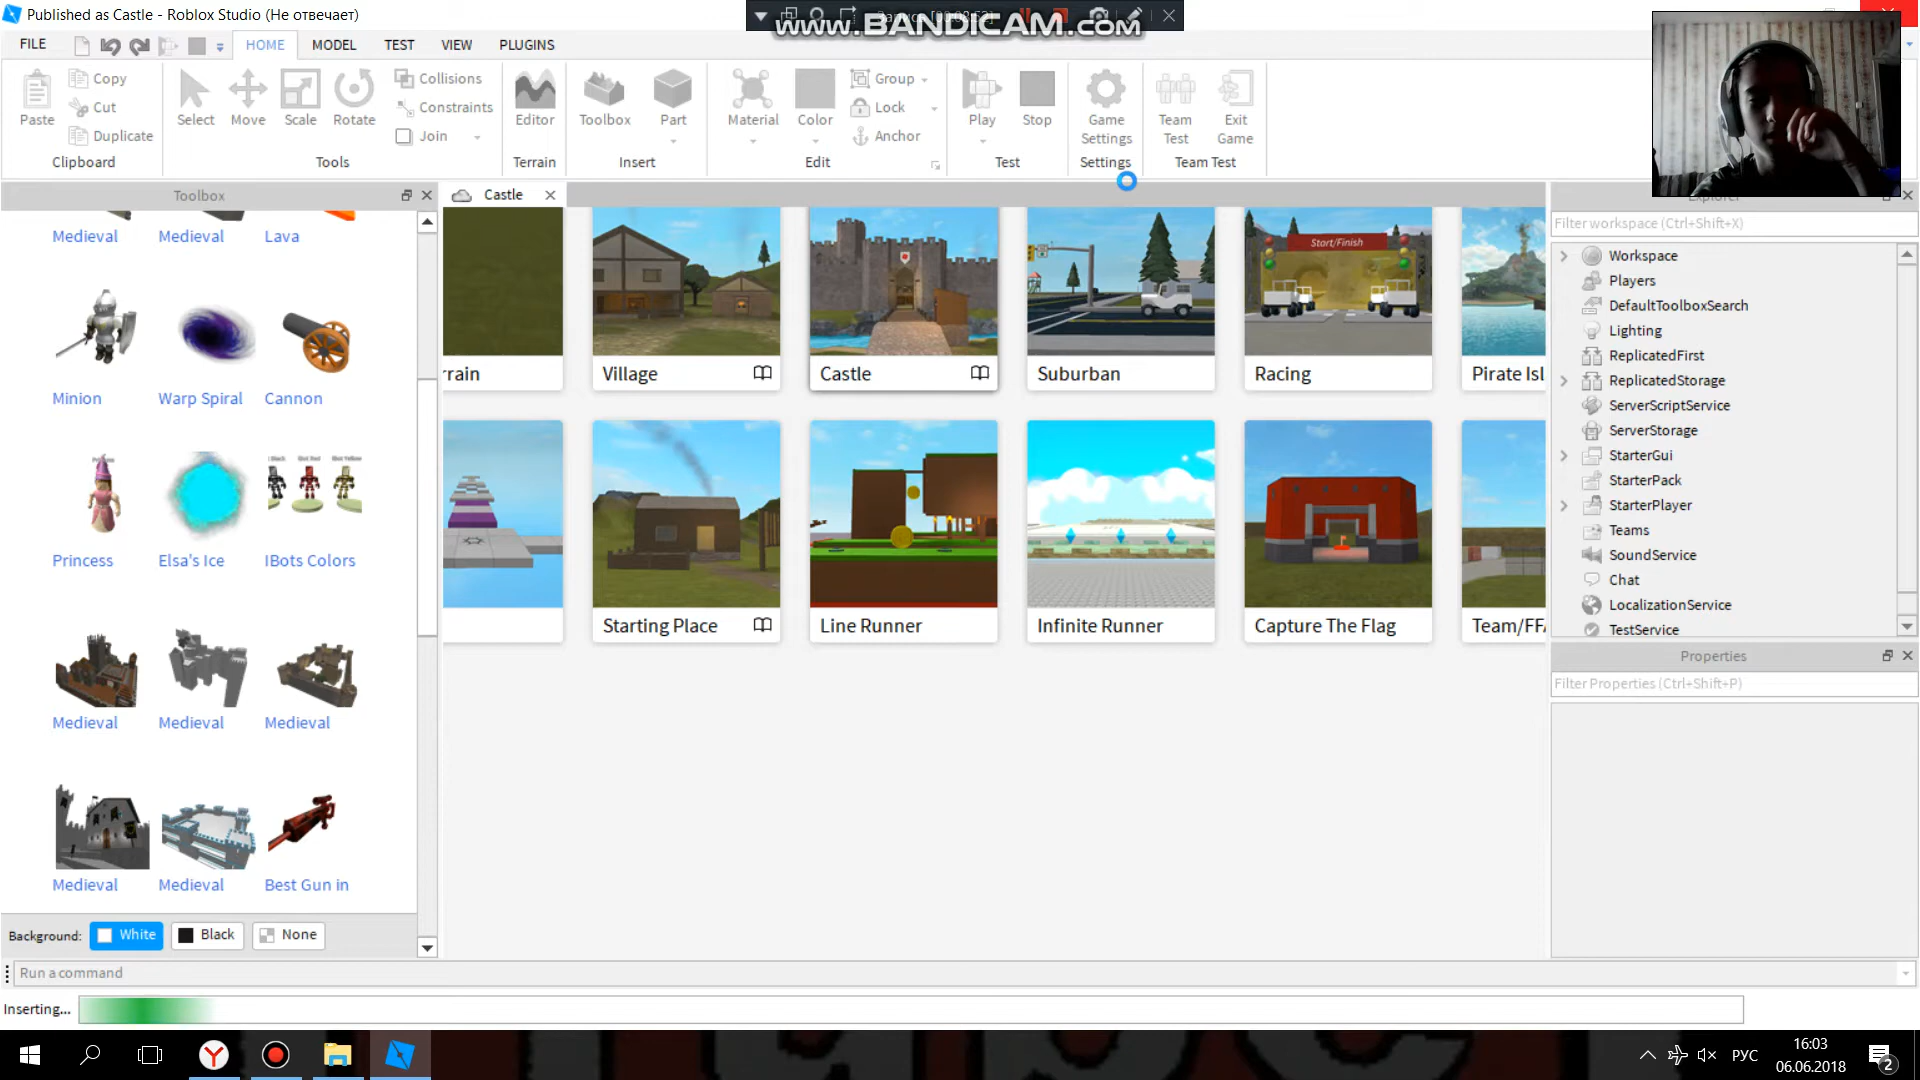 Published as Castle - Roblox Studio (Не отвечает)
www.BANDICAM.com
FILE
HOME
MODEL
TEST
VIEW
PLUGINS
Paste
Copy
Cut
Duplicate
Clipboard
Select
Move
Scale
Rotate
Collisions
Constraints
Join
Tools
Editor
Terrain
Toolbox
Part
Insert
Material
Color
Group
Lock
Anchor
Edit
Play
Stop
Test
Game
Settings
Settings
Team
Test
Exit
Game
Team Test
Toolbox
Castle
Medieval
Medieval
Lava
Minion
Warp Spiral
Cannon
Princess
Elsa's Ice
IBots Colors
Medieval
Medieval
Medieval
Medieval
Medieval
Best Gun in
Background:
White
Black
None
rrain
Village
Castle
Start/Finish
Suburban
Racing
Pirate Isl
Starting Place
Line Runner
Infinite Runner
Capture The Flag
Team/FF
Filter workspace (Ctrl+Shift+X)
Workspace
Players
DefaultToolboxSearch
Lighting
ReplicatedFirst
ReplicatedStorage
ServerScriptService
ServerStorage
StarterGui
StarterPack
StarterPlayer
Teams
SoundService
Chat
LocalizationService
TestService
Properties
Filter Properties (Ctrl+Shift+P)
Run a command
Inserting...
РУС
16:03
06.06.2018
2